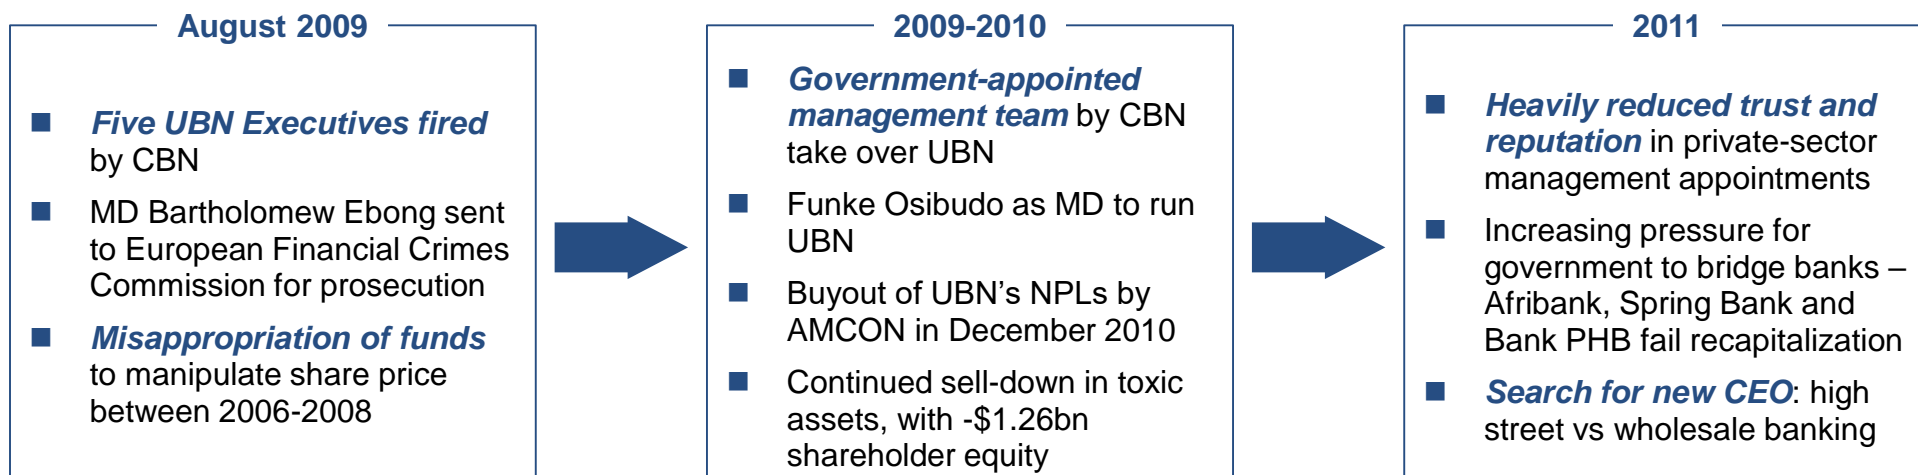 August 2009
Five UBN Executives fired
by CBN
MD Bartholomew Ebong sent
to European Financial Crimes
Commission for prosecution
Misappropriation of funds
to manipulate share price
between 2006-2008
2009-2010
Government-appointed
management team by CBN
take over UBN
Funke Osibudo as MD to run
UBN
Buyout of UBN’s NPLs by
AMCON in December 2010
Continued sell-down in toxic
assets, with -$1.26bn
shareholder equity
2011
Heavily reduced trust and
reputation in private-sector
management appointments
Increasing pressure for
government to bridge banks –
Afribank, Spring Bank and
Bank PHB fail recapitalization
Search for new CEO: high
street vs wholesale banking